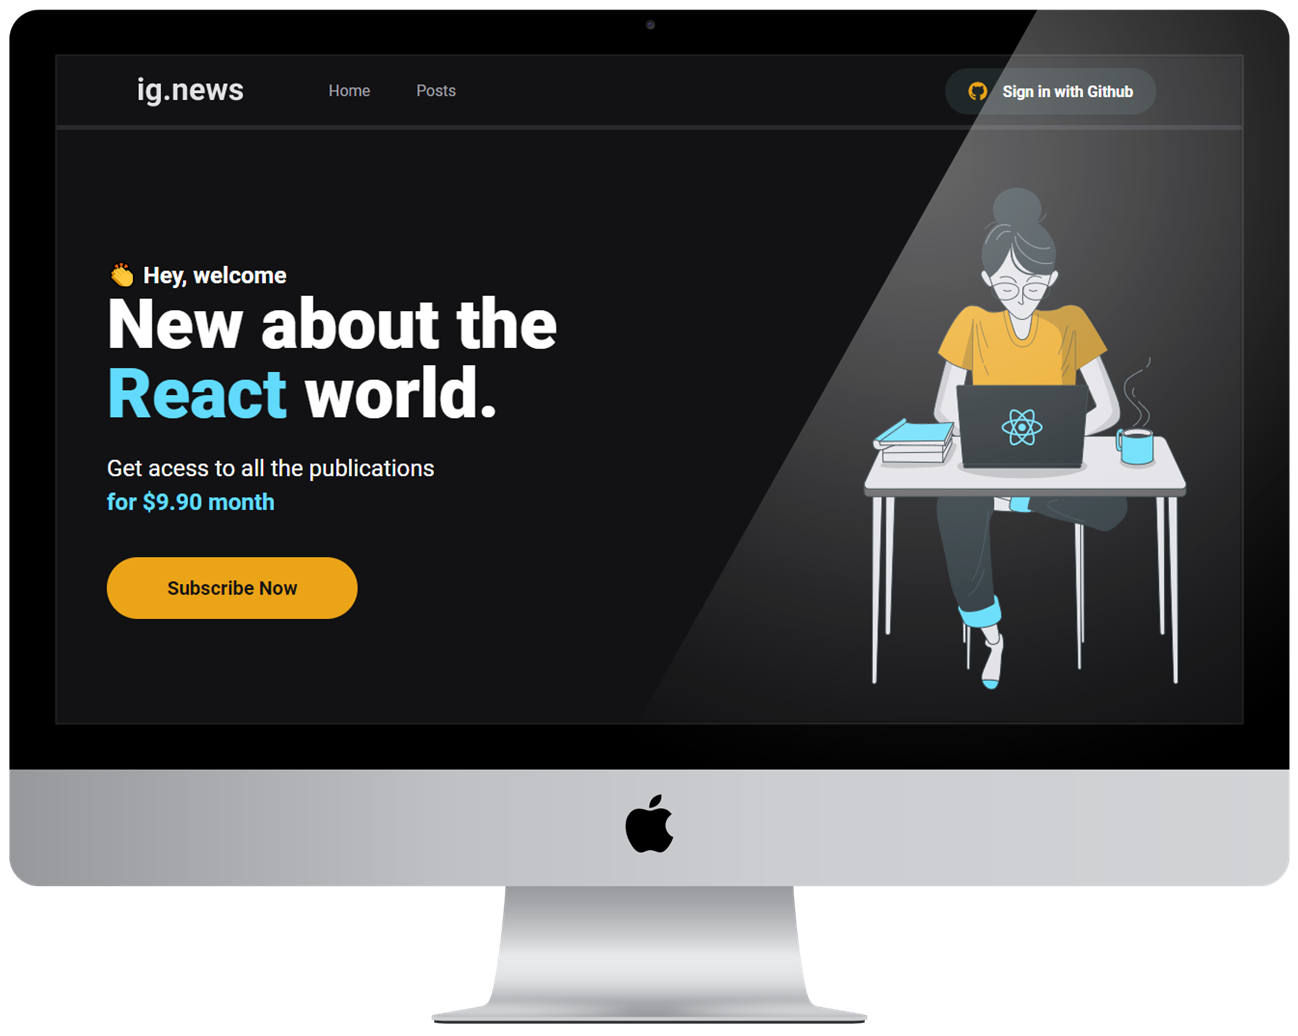 ig.news
Home
Posts
Sign in with Github
👏 Hey, welcome
New about the
React world.
Get acess to all the publications
for $9.90 month
Subscribe Now